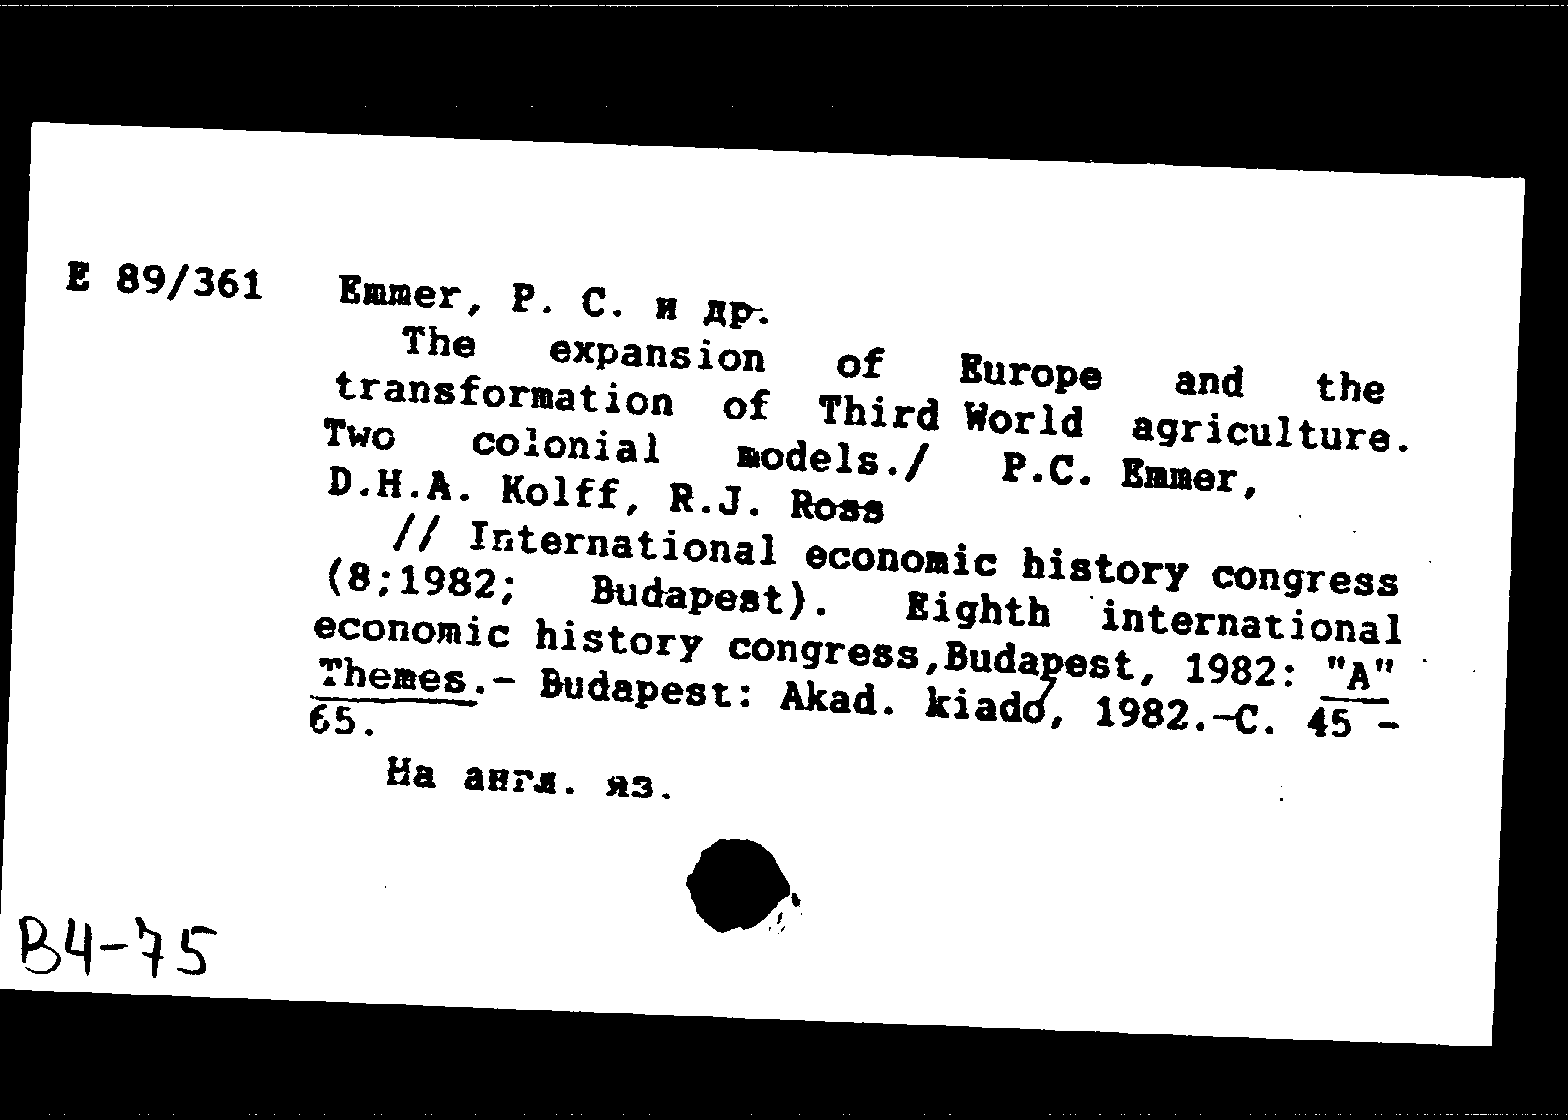 E 89/361
Emmer, P. C. и др.
The expansion of Europe and the
transformation of Third World agriculture.
Two colonial models./ P.C. Emmer,
D.H.A. Kolff, R.J. Ross
// International economic history congress
(8;1982; Budapest). Eighth international
economic history congress,Budapest, 1982: "A"
Themes.- Budapest: Akad. kiadó, 1982.-С. 45 -
65.
На англ. яз.
В4-75